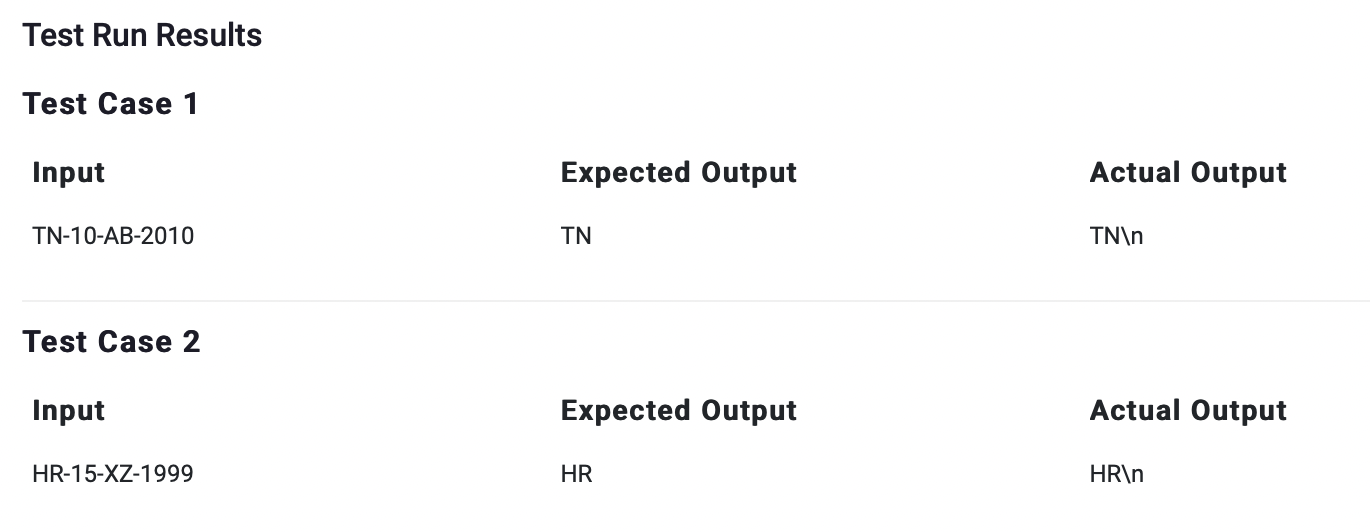 Test Run Results
Test Case 1
Input Expected Output Actual Output
TN-10-AB-2010 TN TN\n
Test Case 2
Input Expected Output Actual Output
HR-15-XZ-1999 HR HR\n